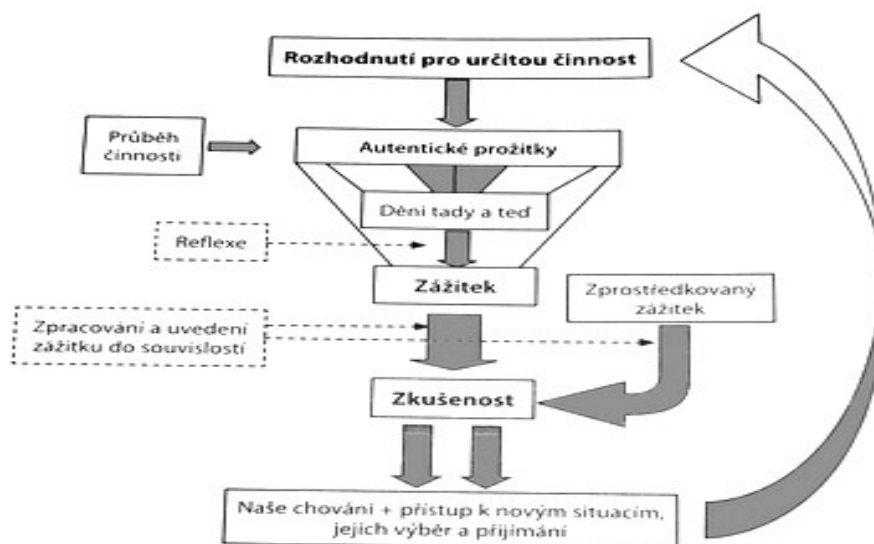 Rozhodnutí pro určitou činnost
Průběh
činnosti
Autentické prožitky
Dění tady a teď
Reflexe
Zážitek
Zprostředkovaný
zážitek
Zpracování a uvedení
zážitku do souvislostí
Zkušenost
Naše chování + přístup k novým situacím,
jejich výběr a přijímání